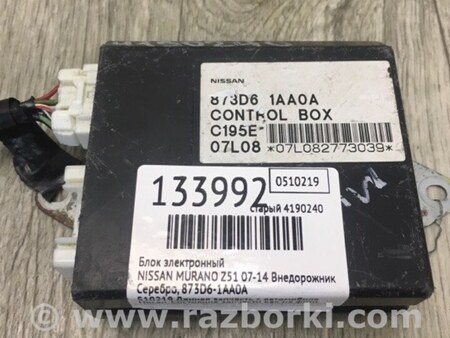 NISSAN
873D6 1AA0A
CONTROL BOX
C195E
07L08 *07L082773039*
133992
0510219
старый 4190240
Блок электронный
NISSAN MURANO Z51 07-14 Внедорожник
Серебро, 873D6-1AA0A
www.razborki.com